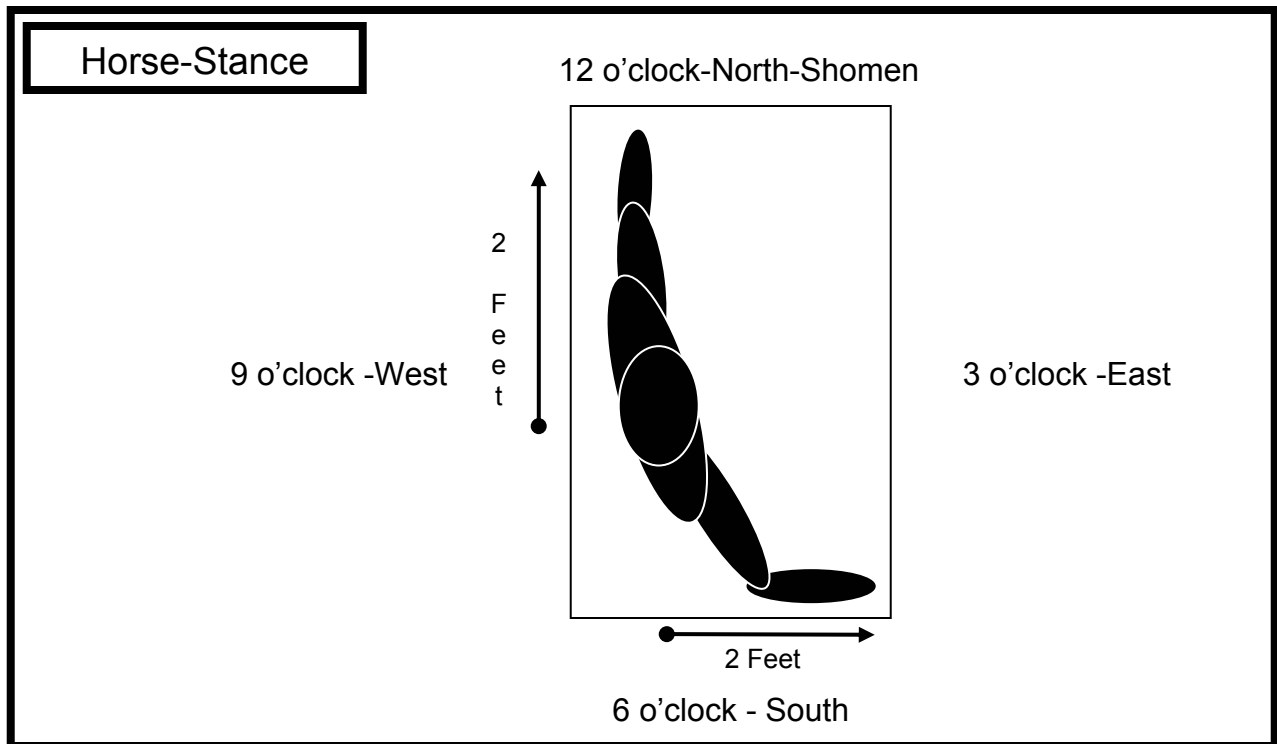 Horse-Stance
12 o’clock-North-Shomen
2
F
e
e
t
9 o’clock -West
3 o’clock -East
2 Feet
6 o’clock - South